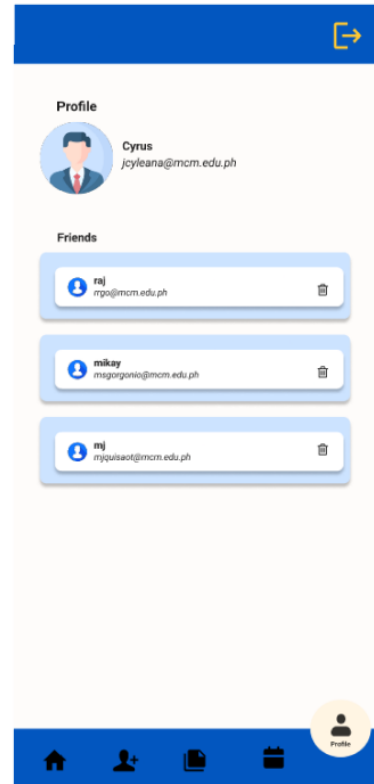 Profile
Cyrus
jcyleana@mcm.edu.ph
Friends
raj
rrgo@mcm.edu.ph
mikay
msgorgonio@mcm.edu.ph
mj
mjquisaot@mcm.edu.ph
Profile